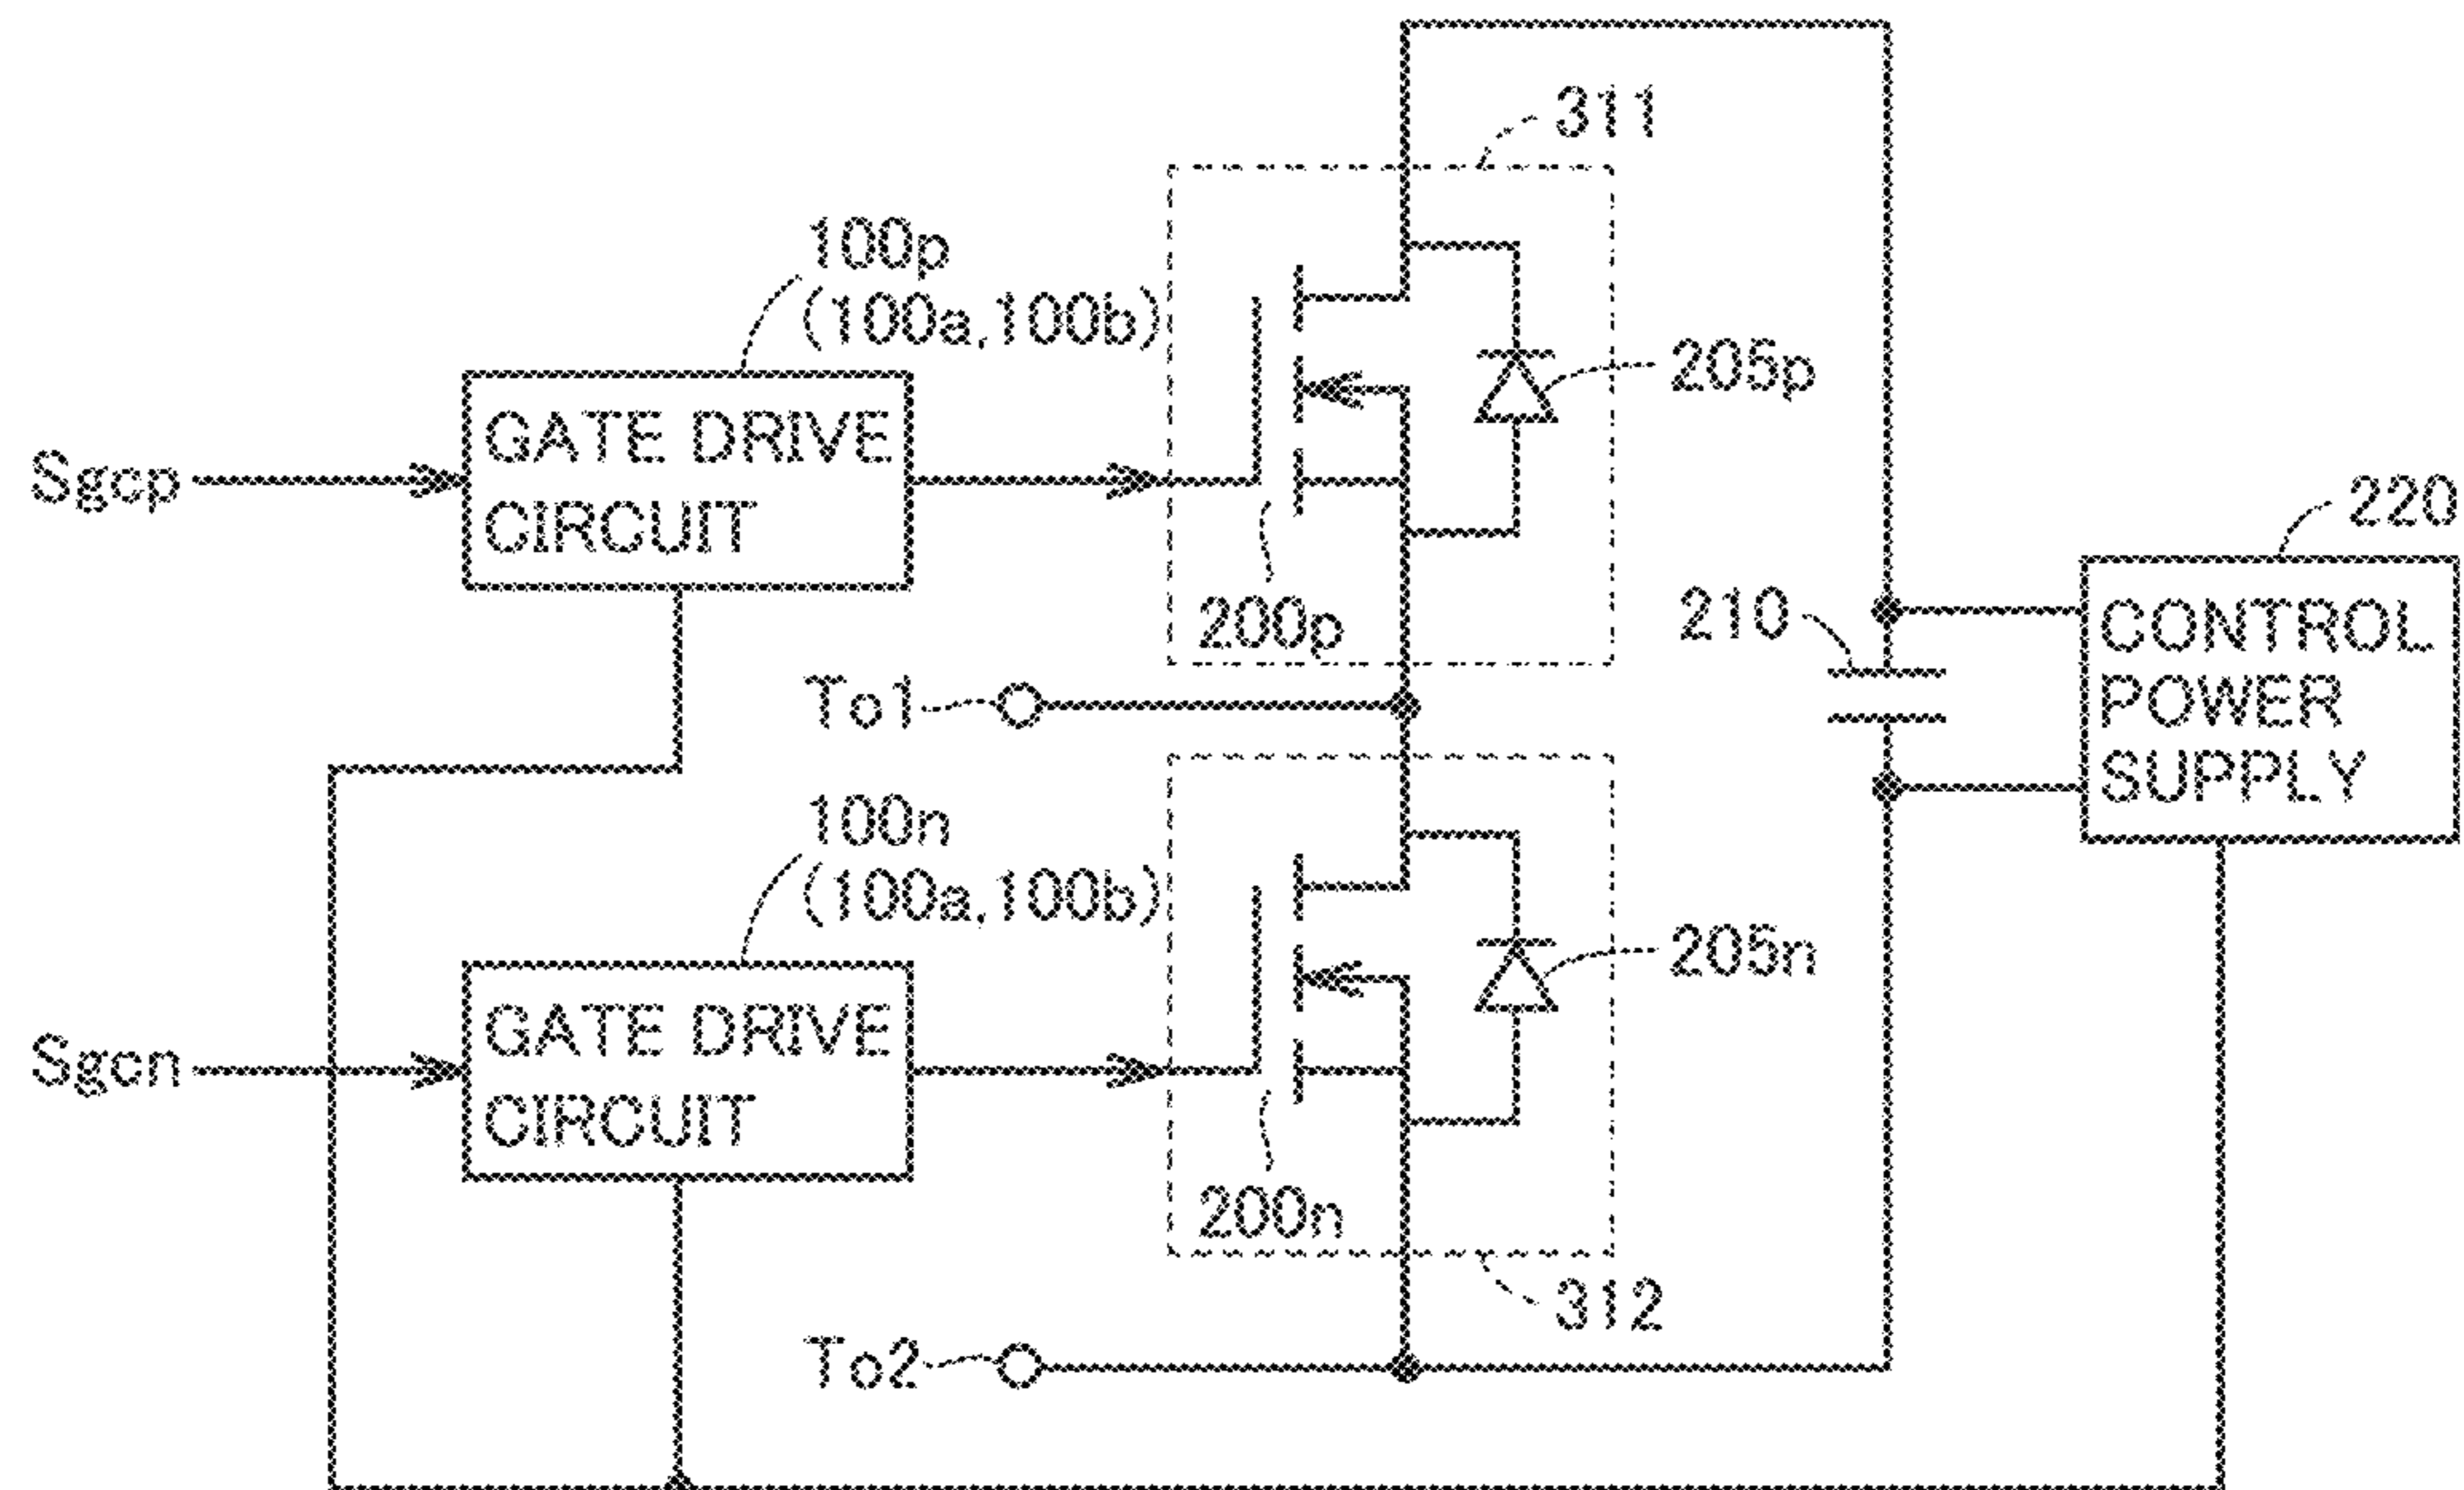 311
100p
(100a,100b)
205p
GATE DRIVE
CIRCUIT
Sgcp
220
200p
210
CONTROL
POWER
SUPPLY
To1
100n
(100a,100b)
205n
GATE DRIVE
CIRCUIT
Sgcn
200n
312
To2